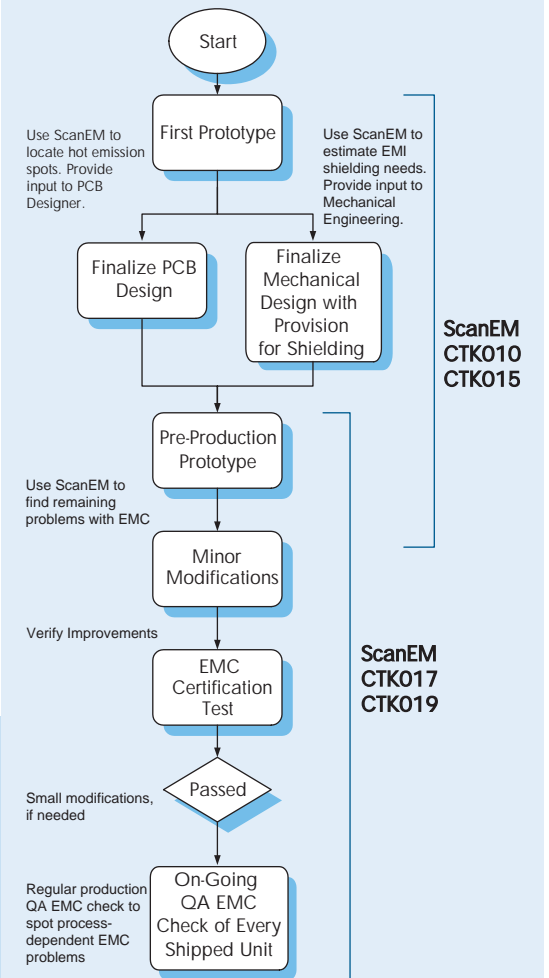 Start
First Prototype
Use ScanEM to
locate hot emission
spots. Provide
input to PCB
Designer.
Use ScanEM to
estimate EMI
shielding needs.
Provide input to
Mechanical
Engineering.
Finalize PCB
Design
Finalize
Mechanical
Design with
Provision
for Shielding
ScanEM
CTK010
CTK015
Pre-Production
Prototype
Use ScanEM to
find remaining
problems with EMC
Minor
Modifications
Verify Improvements
EMC
Certification
Test
ScanEM
CTK017
CTK019
Passed
Small modifications,
if needed
Regular production
QA EMC check to
spot process-
dependent EMC
problems
On-Going
QA EMC
Check of Every
Shipped Unit